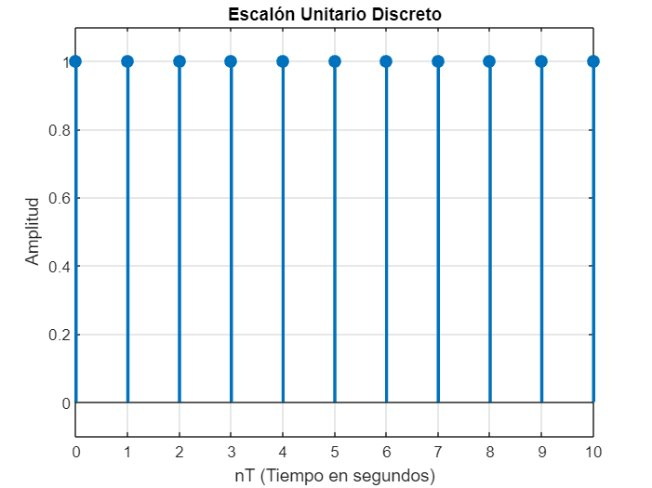 Escalón Unitario Discreto
1
0.8
0.6
0.4
0.2
0
Amplitud
0 1 2 3 4 5 6 7 8 9 10
nT (Tiempo en segundos)